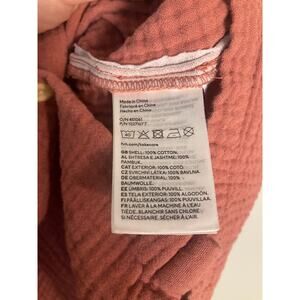 Made in China
Fabriqué en Chine
Fabricado en China
hm.com/takecare
GB SHELL: 100% COTTON.
AL SHTRESA E JASHTME: 100%
PAMBUK.
CAT EXTERIOR: 100% COTÓ.
CZ SVRCHNÍ LÁTKA: 100% BAVLNA.
DE OBERMATERIAL: 100%
BAUMWOLLE.
EE ÜMBRIS: 100% PUUVILL.
ES TELA EXTERIOR: 100% ALGODÓN.
FI PÄÄLLISKANGAS: 100% PUUVILLAA.
FR LAVER À LA MACHINE À L'EAU
TIÈDE, BLANCHIR SANS CHLORE
SI NÉCESSAIRE, SÉCHER À L'AIR